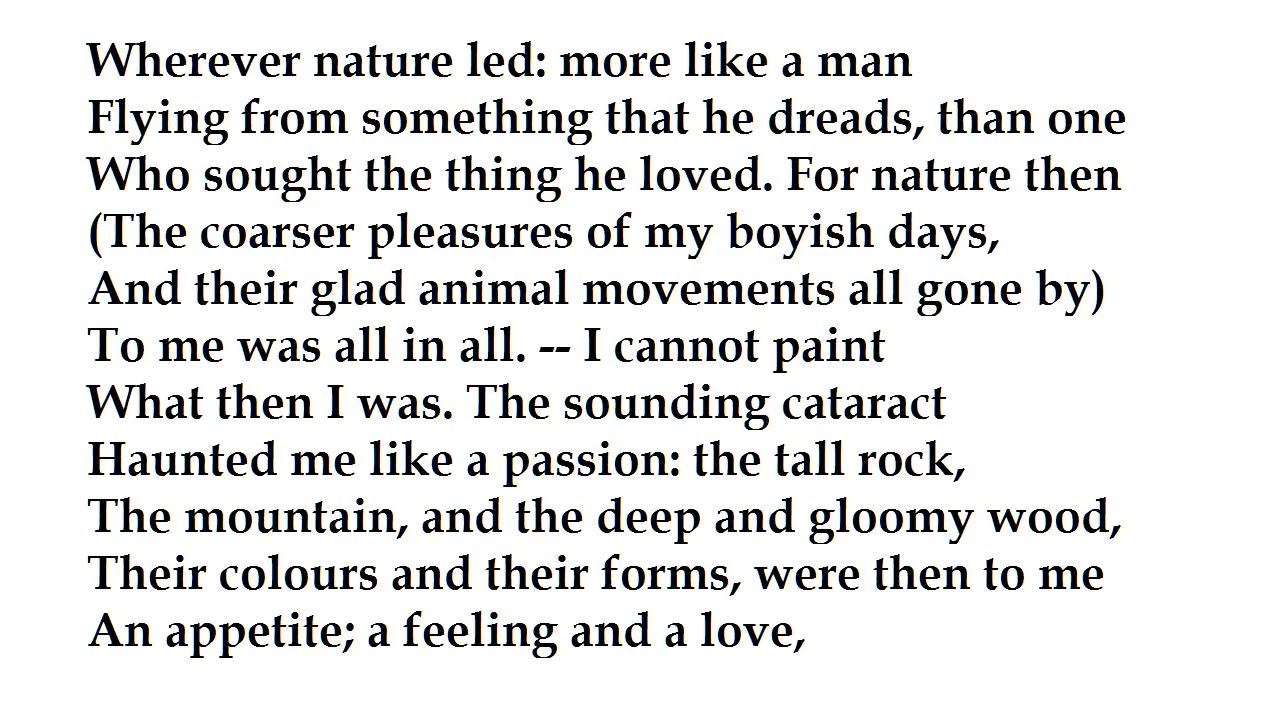 Wherever nature led: more like a man
Flying from something that he dreads, than one
Who sought the thing he loved. For nature then
(The coarser pleasures of my boyish days,
And their glad animal movements all gone by)
To me was all in all. -- I cannot paint
What then I was. The sounding cataract
Haunted me like a passion: the tall rock,
The mountain, and the deep and gloomy wood,
Their colours and their forms, were then to me
An appetite; a feeling and a love,